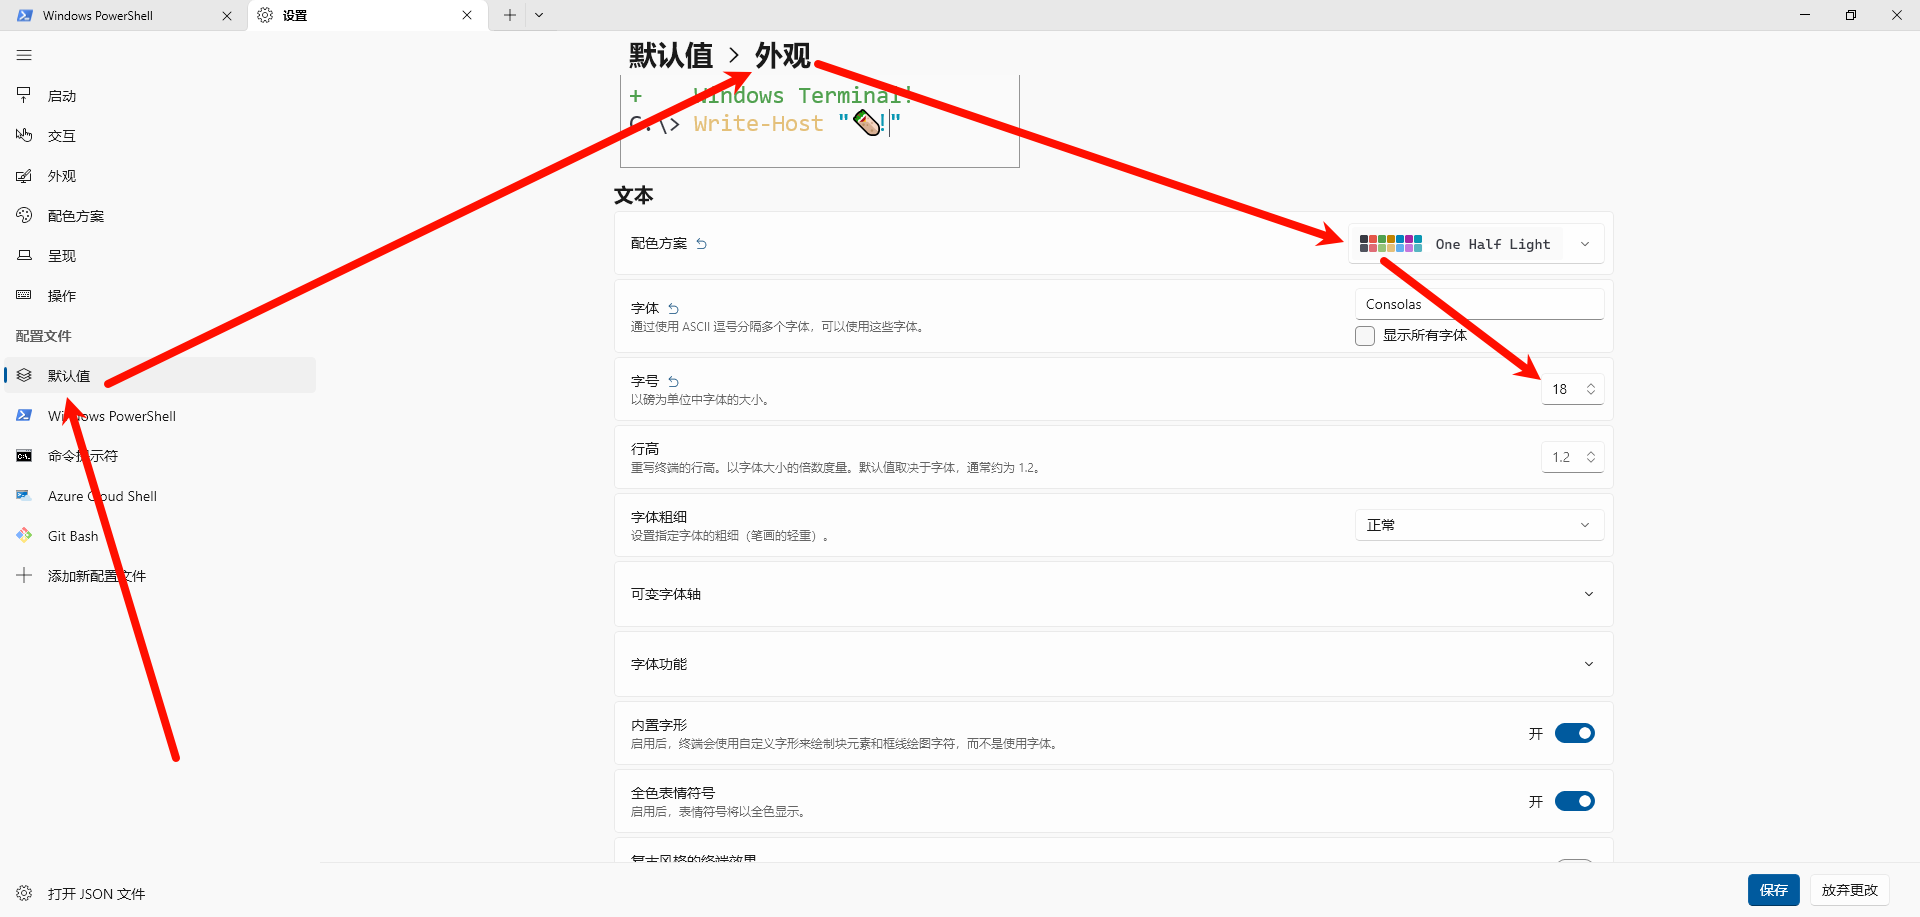 Windows PowerShell
设置
启动
交互
外观
配色方案
呈现
操作
配置文件
默认值
Windows PowerShell
命令提示符
Azure Cloud Shell
Git Bash
添加新配置文件
打开 JSON 文件
默认值 > 外观
+ Windows Terminal!
C:\> Write-Host "🌯!"
文本
配色方案
One Half Light
字体
通过使用 ASCII 逗号分隔多个字体，可以使用这些字体。
Consolas
显示所有字体
字号
以磅为单位中字体的大小。
18
行高
重写终端的行高。以字体大小的倍数度量。默认值取决于字体，通常约为 1.2。
1.2
字体粗细
设置指定字体的粗细（笔画的轻重）。
正常
可变字体轴
字体功能
内置字形
启用后，终端会使用自定义字形来绘制块元素和框线绘图字符，而不是使用字体。
开
全色表情符号
启用后，表情符号将以全色显示。
开
复古风格的终端效果
保存
放弃更改